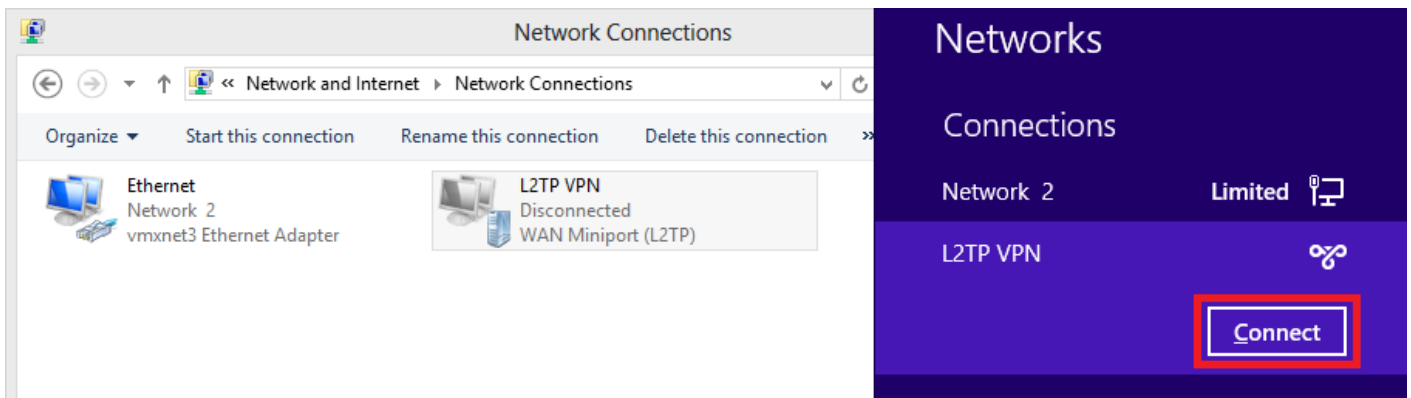 Network Connections
« Network and Internet Network Connections
Organize Start this connection Rename this connection Delete this connection »
Ethernet
Network 2
vmxnet3 Ethernet Adapter
L2TP VPN
Disconnected
WAN Miniport (L2TP)
Networks
Connections
Network 2 Limited
L2TP VPN
Connect